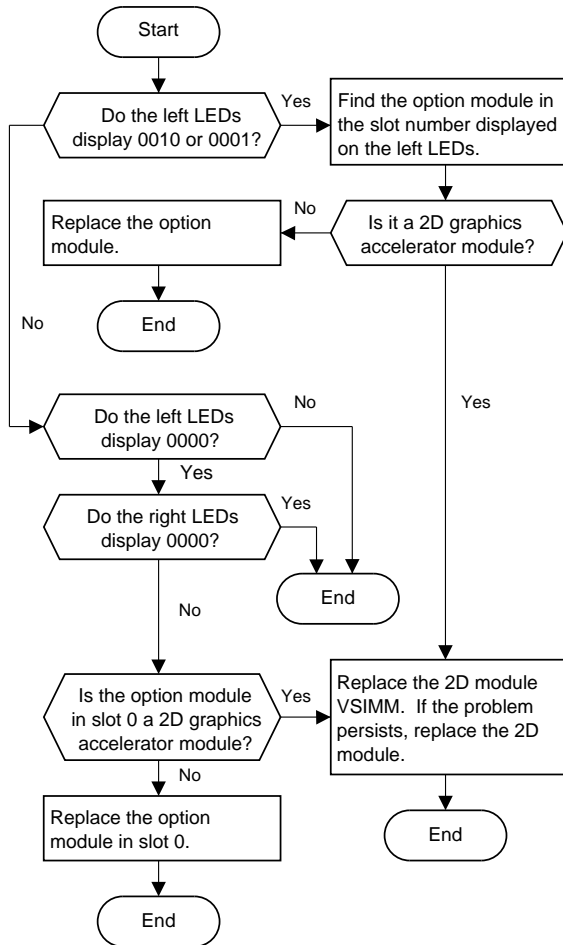 Start
Do the left LEDs
display 0010 or 0001?
Yes
Find the option module in
the slot number displayed
on the left LEDs.
No
Is it a 2D graphics
accelerator module?
Replace the option
module.
End
No
Yes
Do the left LEDs
display 0000?
No
Yes
Do the right LEDs
display 0000?
Yes
End
No
Is the option module
in slot 0 a 2D graphics
accelerator module?
Yes
Replace the 2D module
VSIMM.  If the problem
persists, replace the 2D
module.
No
Replace the option
module in slot 0.
End
End